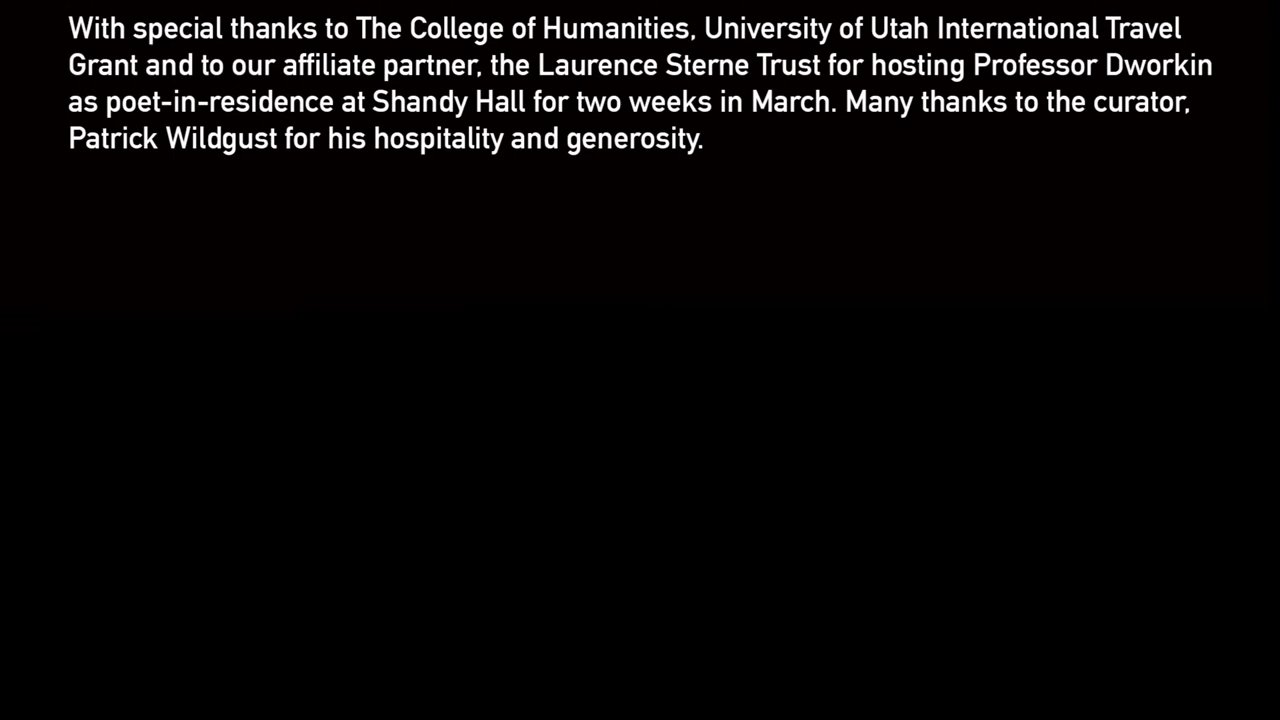 With special thanks to The College of Humanities, University of Utah International Travel
Grant and to our affiliate partner, the Laurence Sterne Trust for hosting Professor Dworkin
as poet-in-residence at Shandy Hall for two weeks in March. Many thanks to the curator,
Patrick Wildgust for his hospitality and generosity.